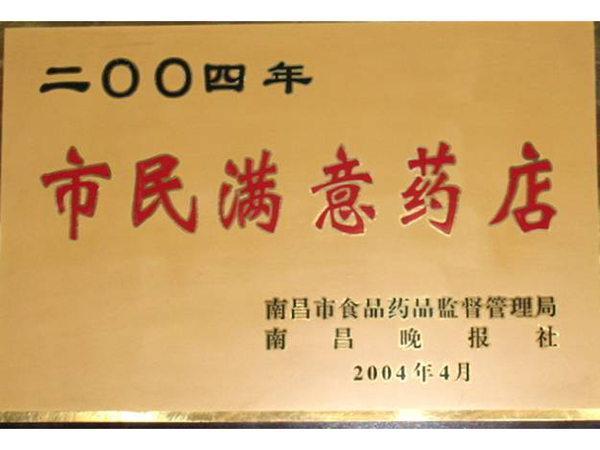 二〇〇四年
市民满意药店
南昌市食品药品监督管理局
南昌晚报社
2004年4月